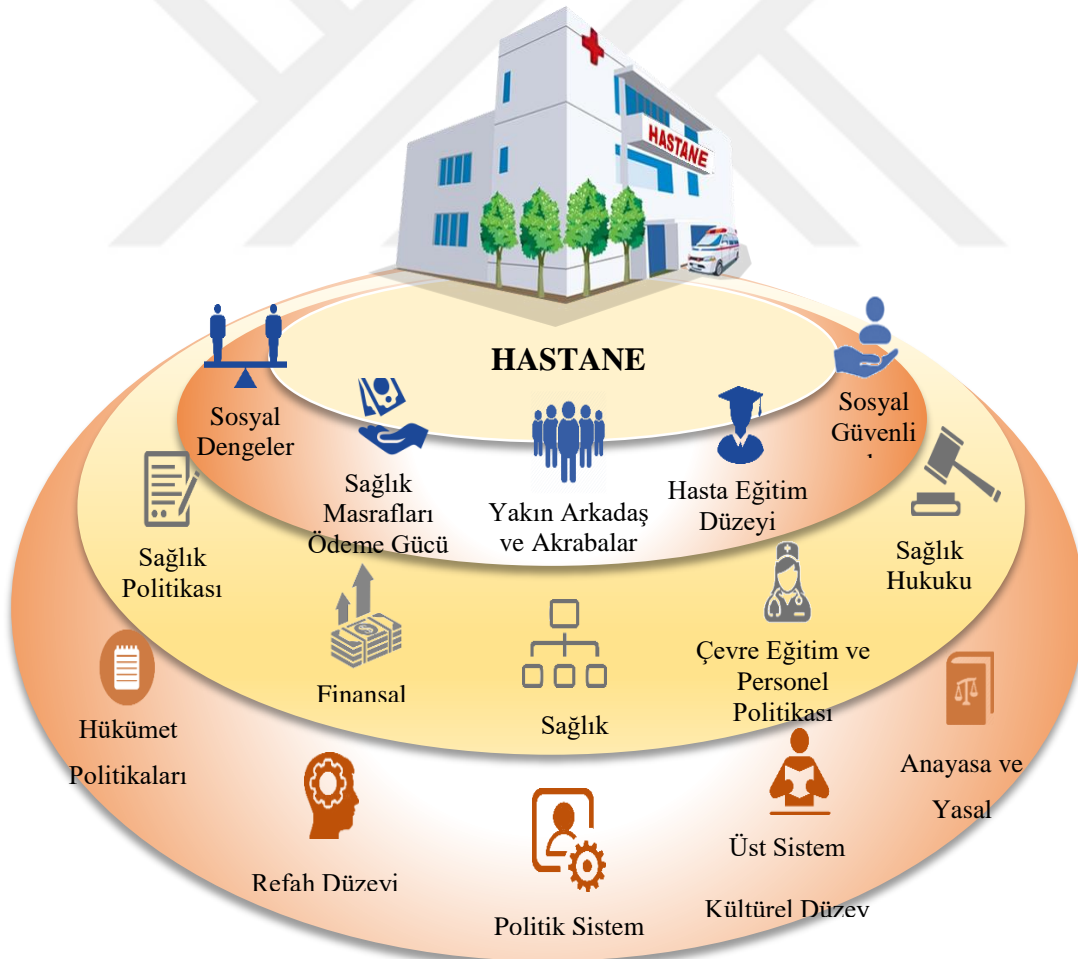 HASTANE
HASTANE
Sosyal
Dengeler
Sağlık
Masrafları
Ödeme Gücü
Yakın Arkadaş
ve Akrabalar
Hasta Eğitim
Düzeyi
Sosyal
Güvenli
Sağlık
Politikası
Finansal
Sağlık
Çevre Eğitim ve
Personel
Politikası
Sağlık
Hukuku
Hükümet
Politikaları
Refah Düzeyi
Politik Sistem
Üst Sistem
Kültürel Düzey
Anayasa ve
Yasal